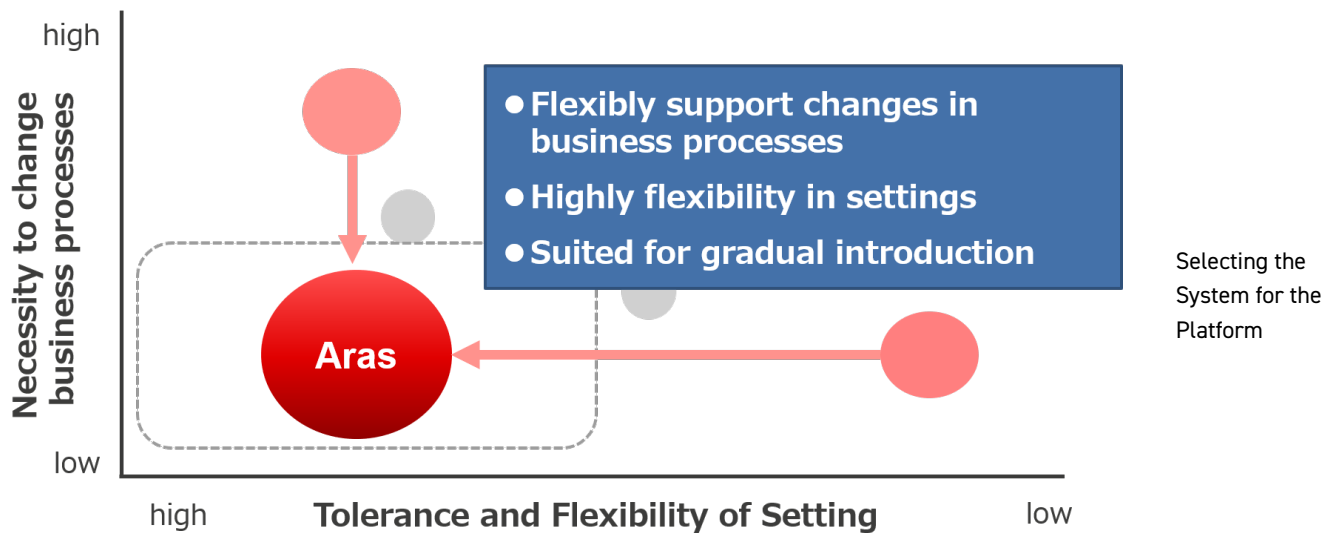 high
Necessity to change
business processes
low
● Flexibly support changes in
business processes
● Highly flexibility in settings
● Suited for gradual introduction
Aras
high
Tolerance and Flexibility of Setting
low
Selecting the
System for the
Platform